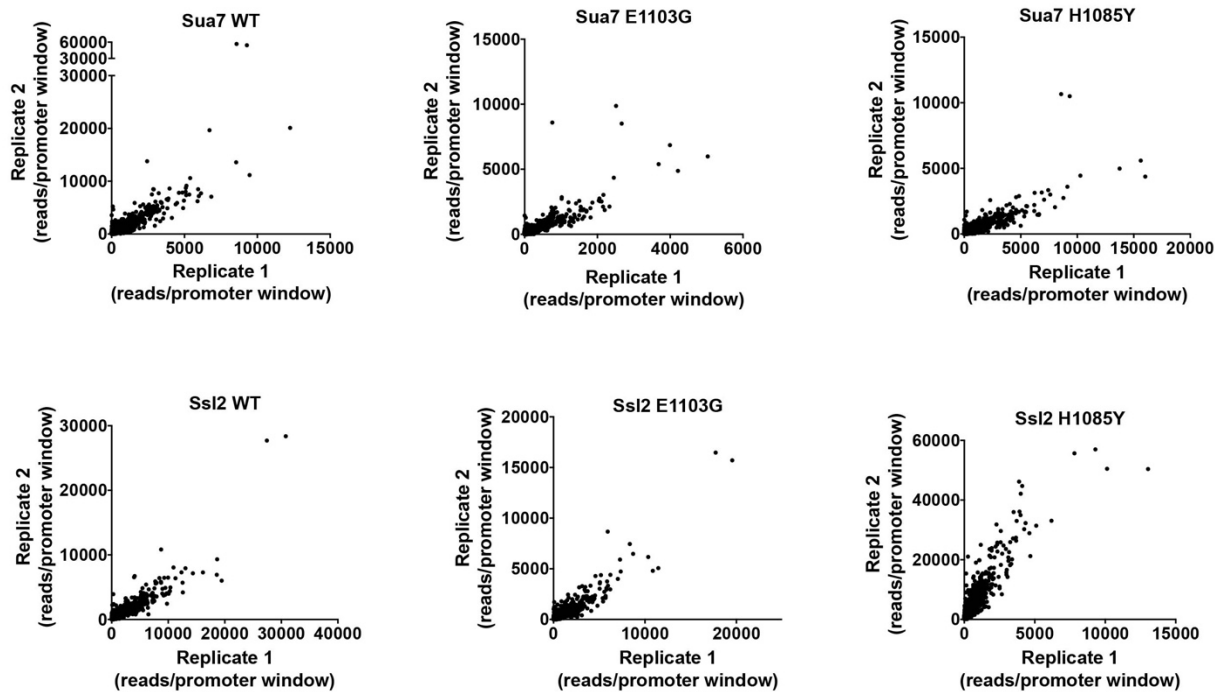 Sua7 WT
Replicate 2
(reads/promoter window)
60000
30000
30000
20000
10000
0
0
5000
10000
15000
Replicate 1
(reads/promoter window)
Sua7 E1103G
Replicate 2
(reads/promoter window)
15000
10000
5000
0
0
2000
4000
6000
Replicate 1
(reads/promoter window)
Sua7 H1085Y
Replicate 2
(reads/promoter window)
15000
10000
5000
0
0
5000
10000
15000
20000
Replicate 1
(reads/promoter window)
Ssl2 WT
Replicate 2
(reads/promoter window)
30000
20000
10000
0
0
10000
20000
30000
40000
Replicate 1
(reads/promoter window)
Ssl2 E1103G
Replicate 2
(reads/promoter window)
20000
15000
10000
5000
0
0
10000
20000
Replicate 1
(reads/promoter window)
Ssl2 H1085Y
Replicate 2
(reads/promoter window)
60000
40000
20000
0
0
5000
10000
15000
Replicate 1
(reads/promoter window)